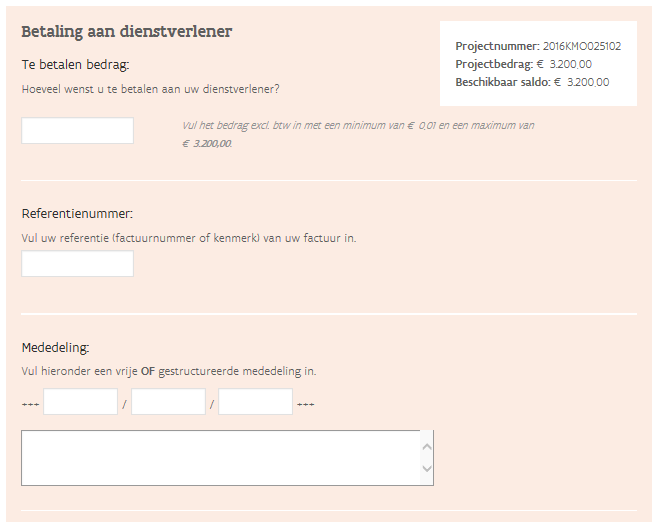 Betaling aan dienstverlener
Projectnummer: 2016KMO025102
Projectbedrag: € 3.200,00
Beschikbaar saldo: € 3.200,00
Te betalen bedrag:
Hoeveel wenst u te betalen aan uw dienstverlener?
Vul het bedrag excl. btw in met een minimum van € 0,01 en een maximum van
€ 3.200,00.
Referentienummer:
Vul uw referentie (factuurnummer of kenmerk) van uw factuur in.
Mededeling:
Vul hieronder een vrije OF gestructureerde mededeling in.
+++ / / +++